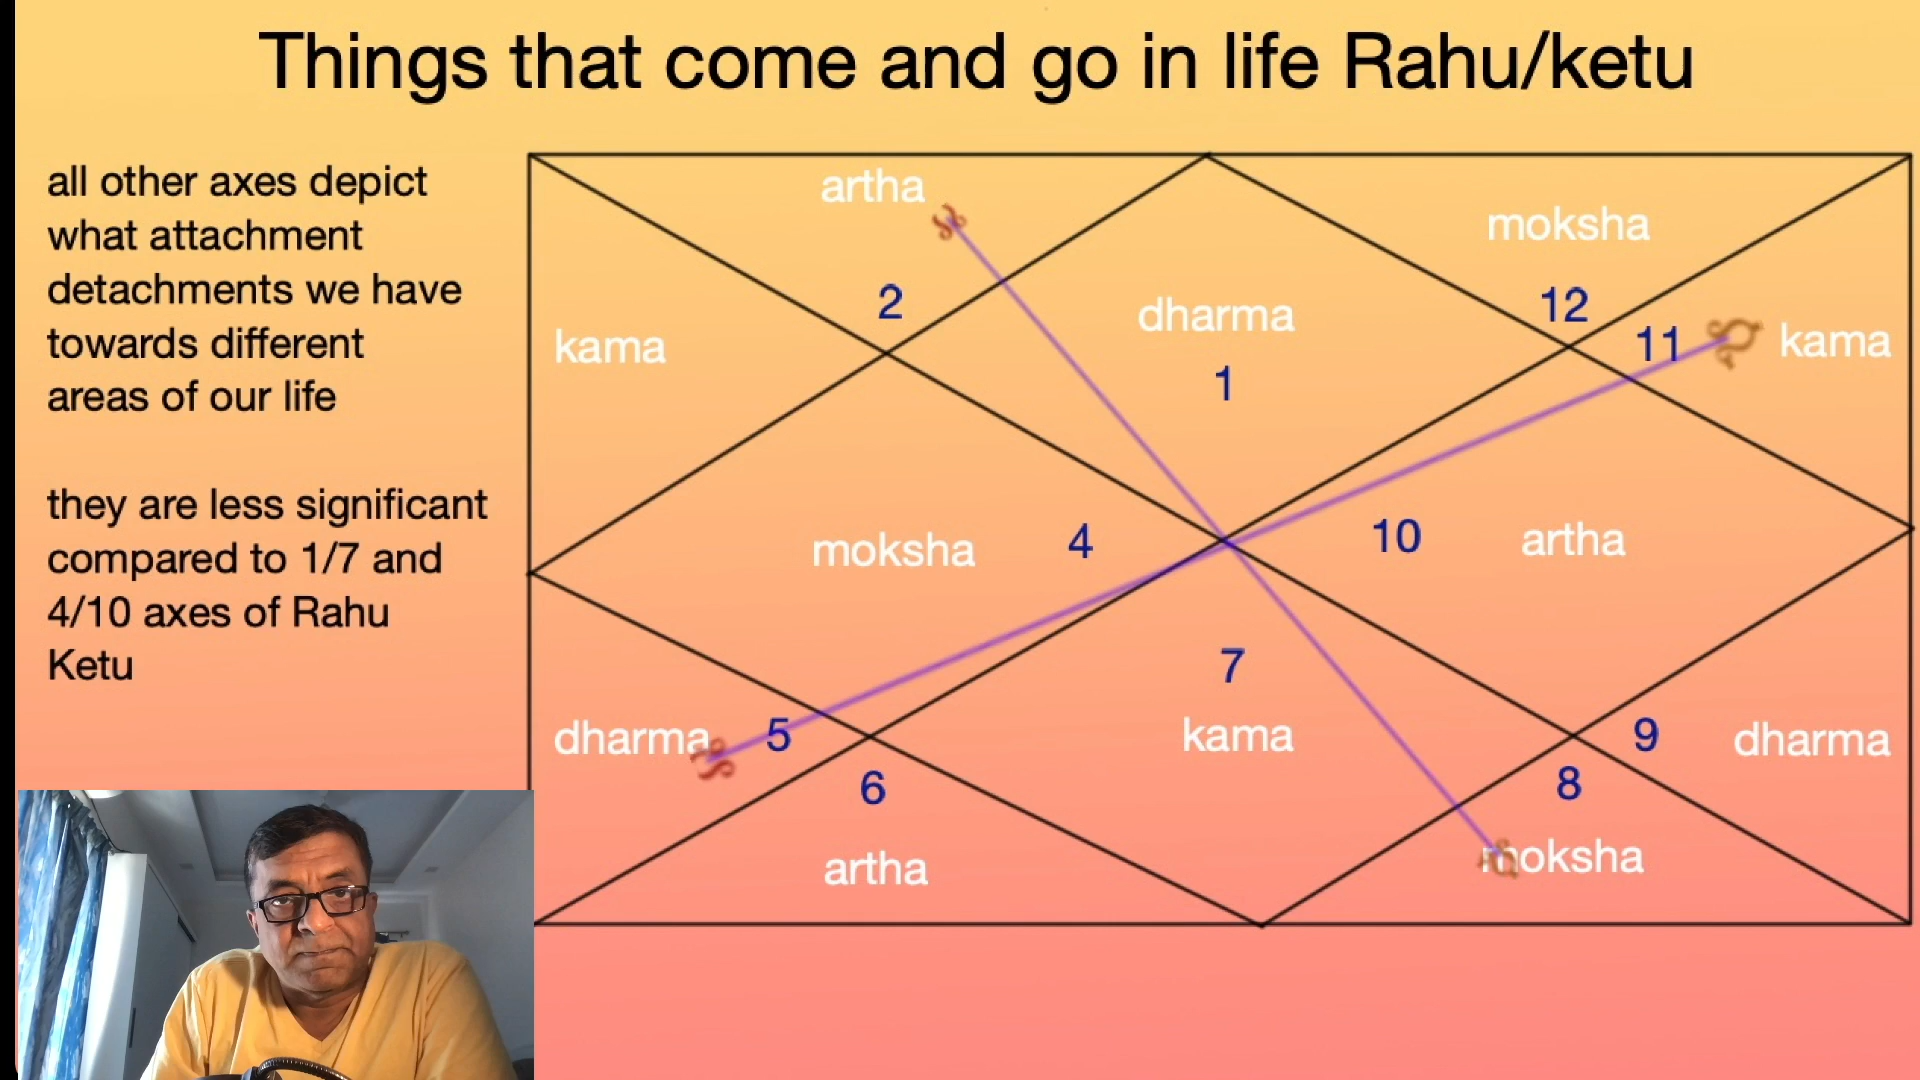 Things that come and go in life Rahu/ketu
all other axes depict
what attachment
detachments we have
towards different
areas of our life
they are less significant
compared to 1/7 and
4/10 axes of Rahu
Ketu
artha
moksha
2
12
dharma
kama
11
kama
1
moksha
4
10
artha
7
dharma
5
kama
9
dharma
6
8
artha
moksha